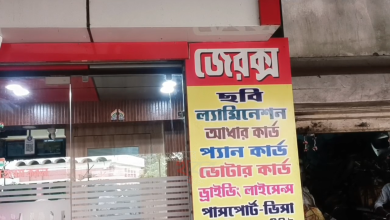 জেরক্স
ছবি
ল্যামিনেশন
আধার কার্ড
প্যান কার্ড
ভোটার কার্ড
ড্রাইভিং লাইসেন্স
পাসপোর্ট-ভিসা